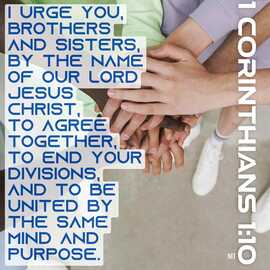 I URGE YOU,
BROTHERS
AND SISTERS,
BY THE NAME
OF OUR LORD
JESUS
CHRIST,
TO AGREE
TOGETHER,
TO END YOUR
DIVISIONS,
AND TO BE
UNITED BY
THE SAME
MIND AND
PURPOSE.
1 CORINTHIANS 1:10